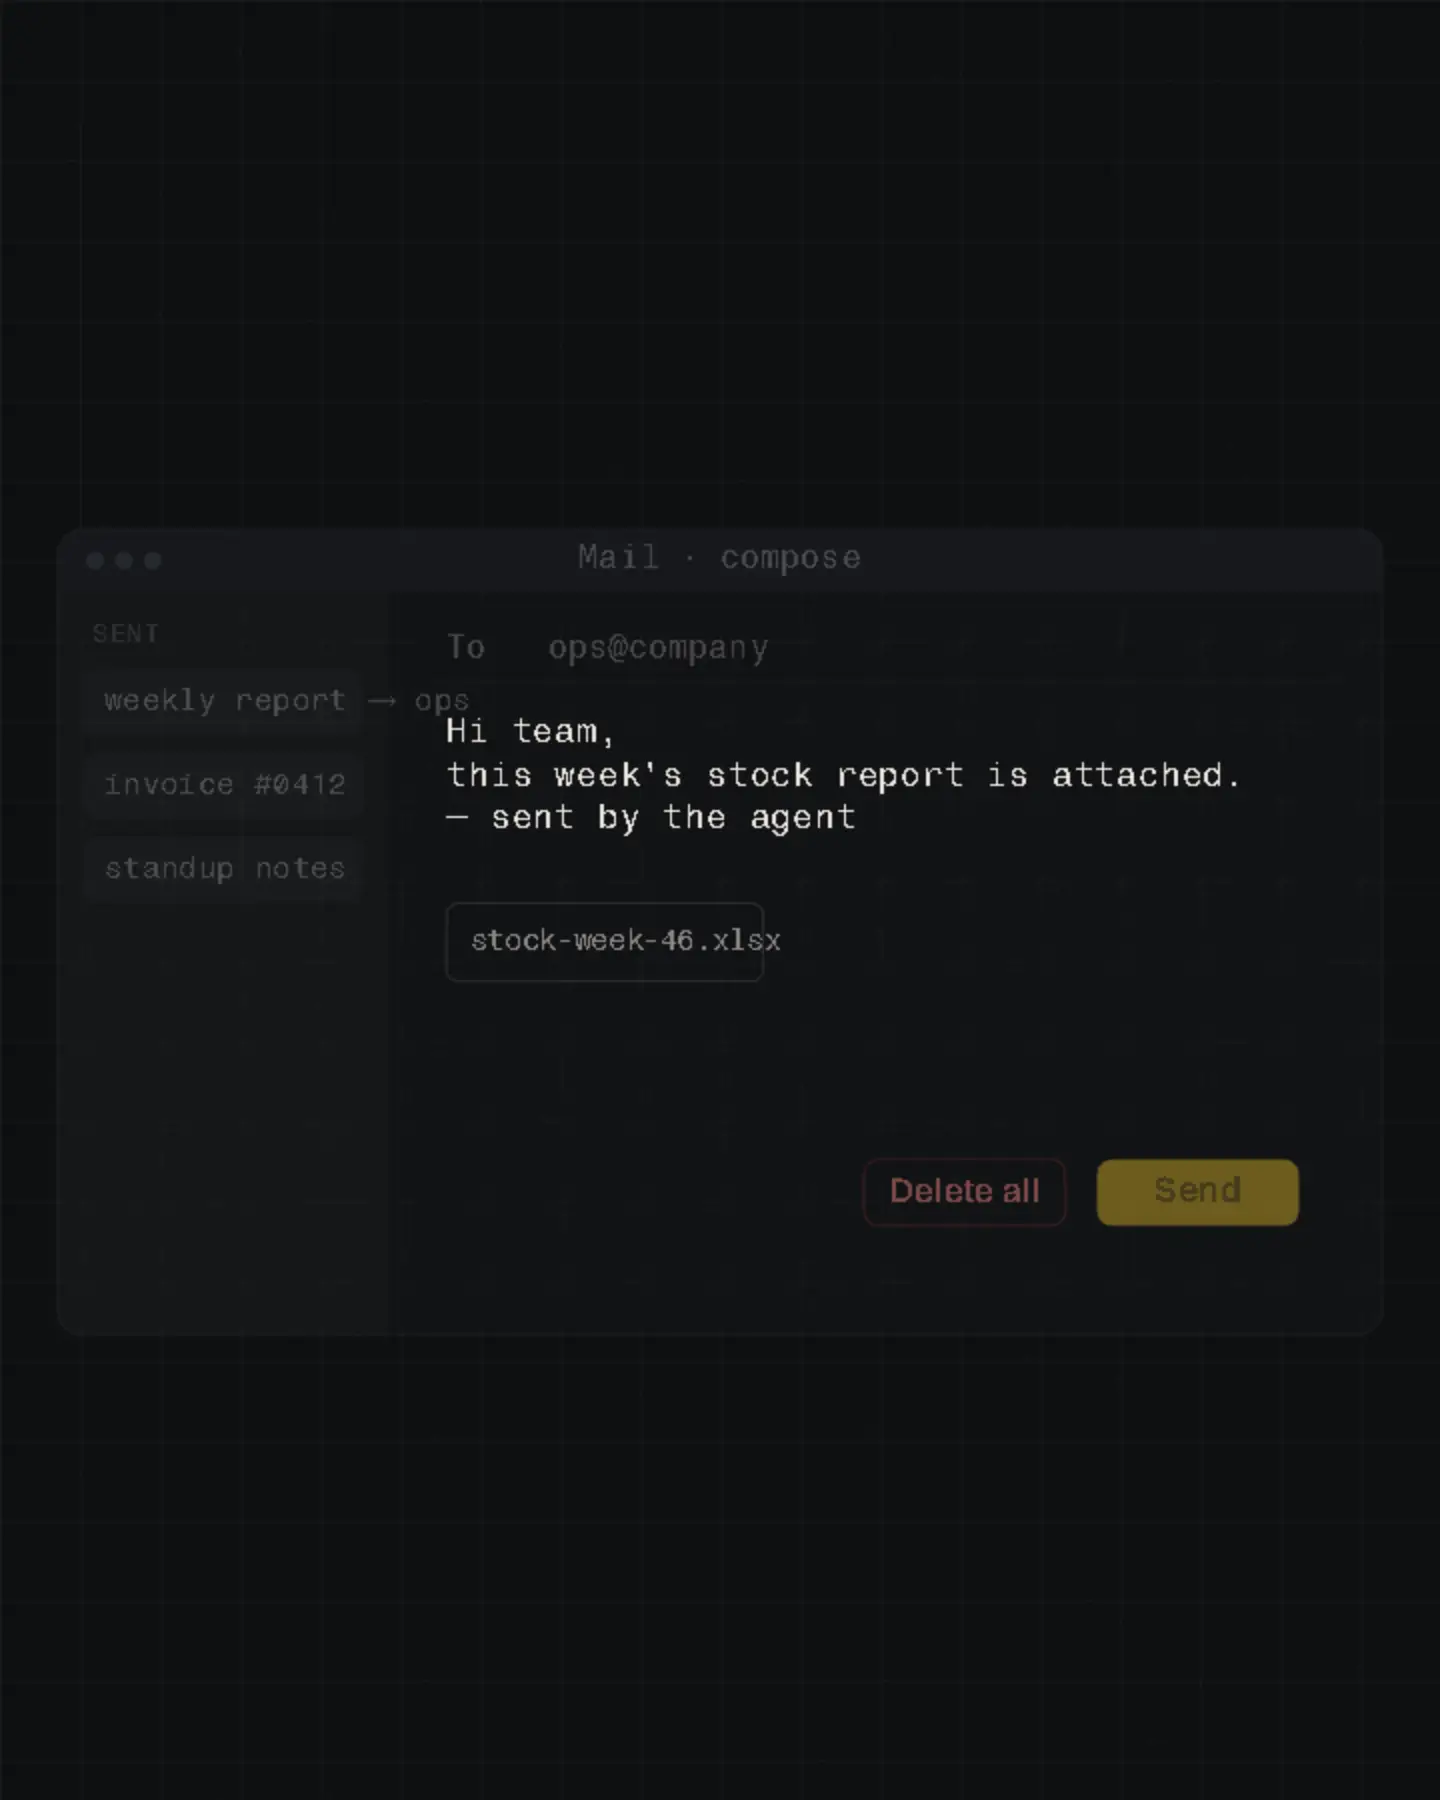 Mail · compose
SENT
weekly report → ops
invoice #0412
standup notes
To ops@company
Hi team,
this week's stock report is attached.
— sent by the agent
stock-week-46.xlsx
Delete all
Send